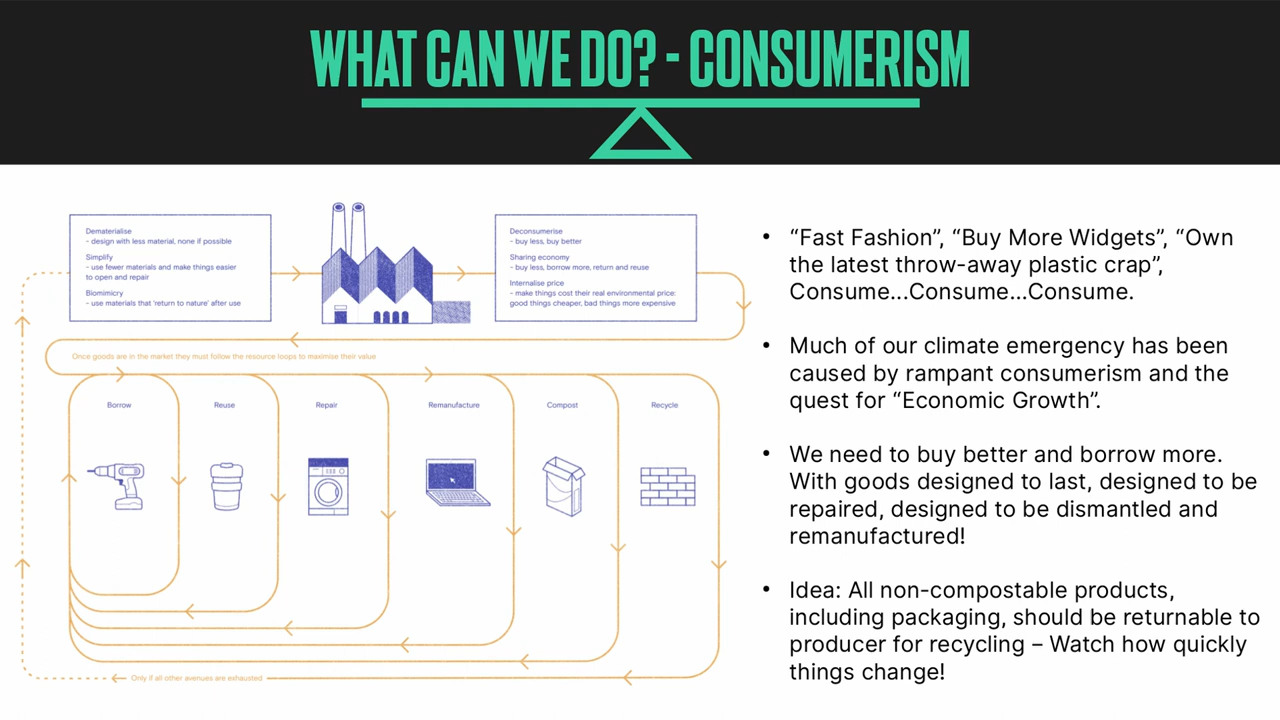 WHAT CAN WE DO? - CONSUMERISM
Dematerialise
- design with less material, none if possible
Simplify
- use fewer materials and make things easier
to open and repair
Biomimicry
- use materials that 'return to nature' after use
Deconsumerise
- buy less, buy better
Sharing economy
- buy less, borrow more, return and reuse
Internalise price
- make things cost their real environmental price:
good things cheaper, bad things more expensive
Once goods are in the market they must follow the resource loops to maximise their value
Borrow
Reuse
Repair
Remanufacture
Compost
Recycle
Only if all other avenues are exhausted
• “Fast Fashion”, “Buy More Widgets”, “Own
the latest throw-away plastic crap”,
Consume...Consume...Consume.
• Much of our climate emergency has been
caused by rampant consumerism and the
quest for “Economic Growth”.
• We need to buy better and borrow more.
With goods designed to last, designed to be
repaired, designed to be dismantled and
remanufactured!
• Idea: All non-compostable products,
including packaging, should be returnable to
producer for recycling – Watch how quickly
things change!